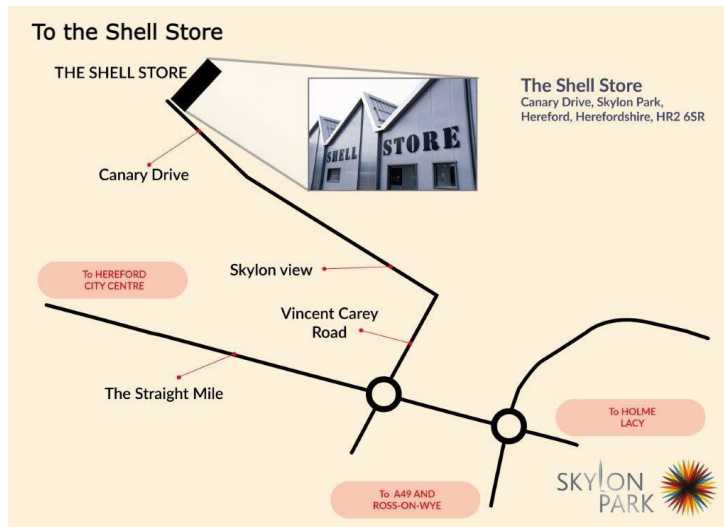 To the Shell Store
THE SHELL STORE
SHELL STORE
The Shell Store
Canary Drive, Skylon Park,
Hereford, Herefordshire, HR2 6SR
Canary Drive
Skylon view
To HEREFORD
CITY CENTRE
Vincent Carey
Road
The Straight Mile
To HOLME
LACY
To A49 AND
ROSS-ON-WYE
SKYLON
PARK